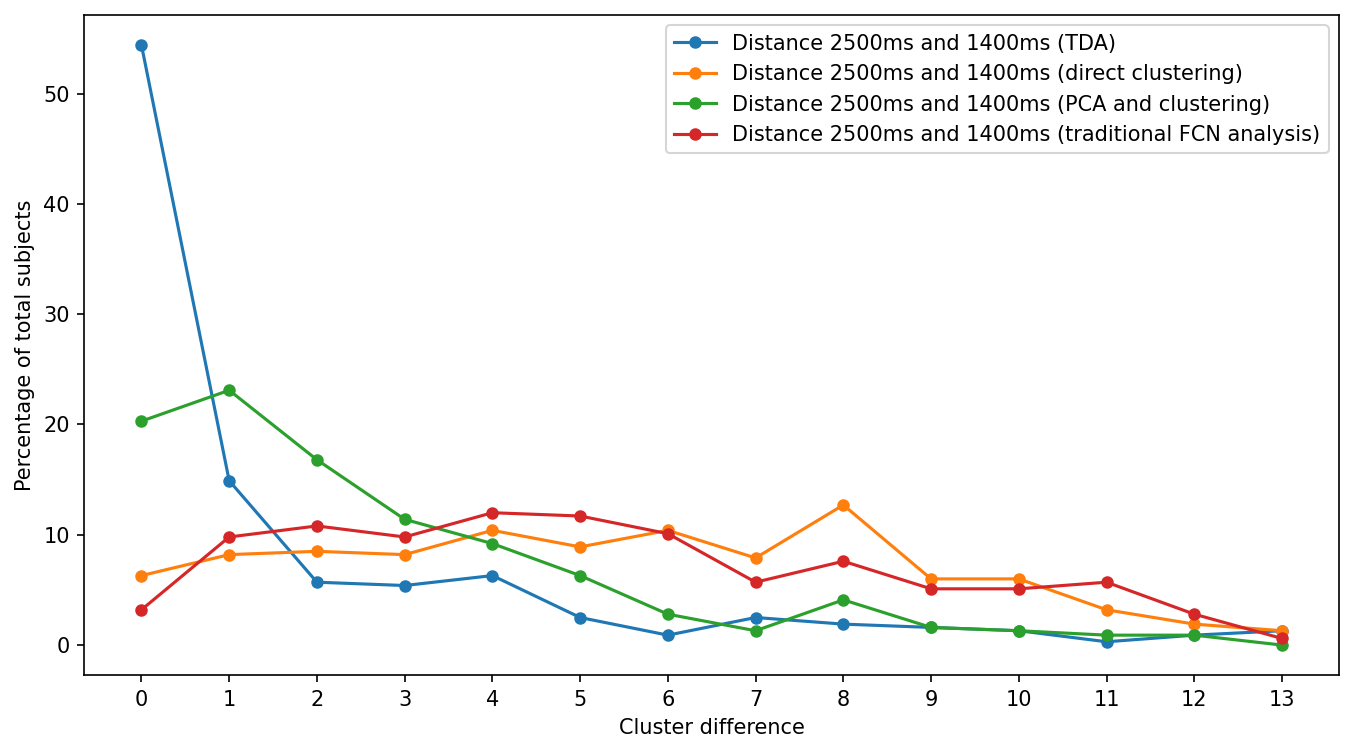 Distance 2500ms and 1400ms (TDA)
Distance 2500ms and 1400ms (direct clustering)
Distance 2500ms and 1400ms (PCA and clustering)
Distance 2500ms and 1400ms (traditional FCN analysis)
Percentage of total subjects
50
40
30
20
10
0
0 1 2 3 4 5 6 7 8 9 10 11 12 13
Cluster difference